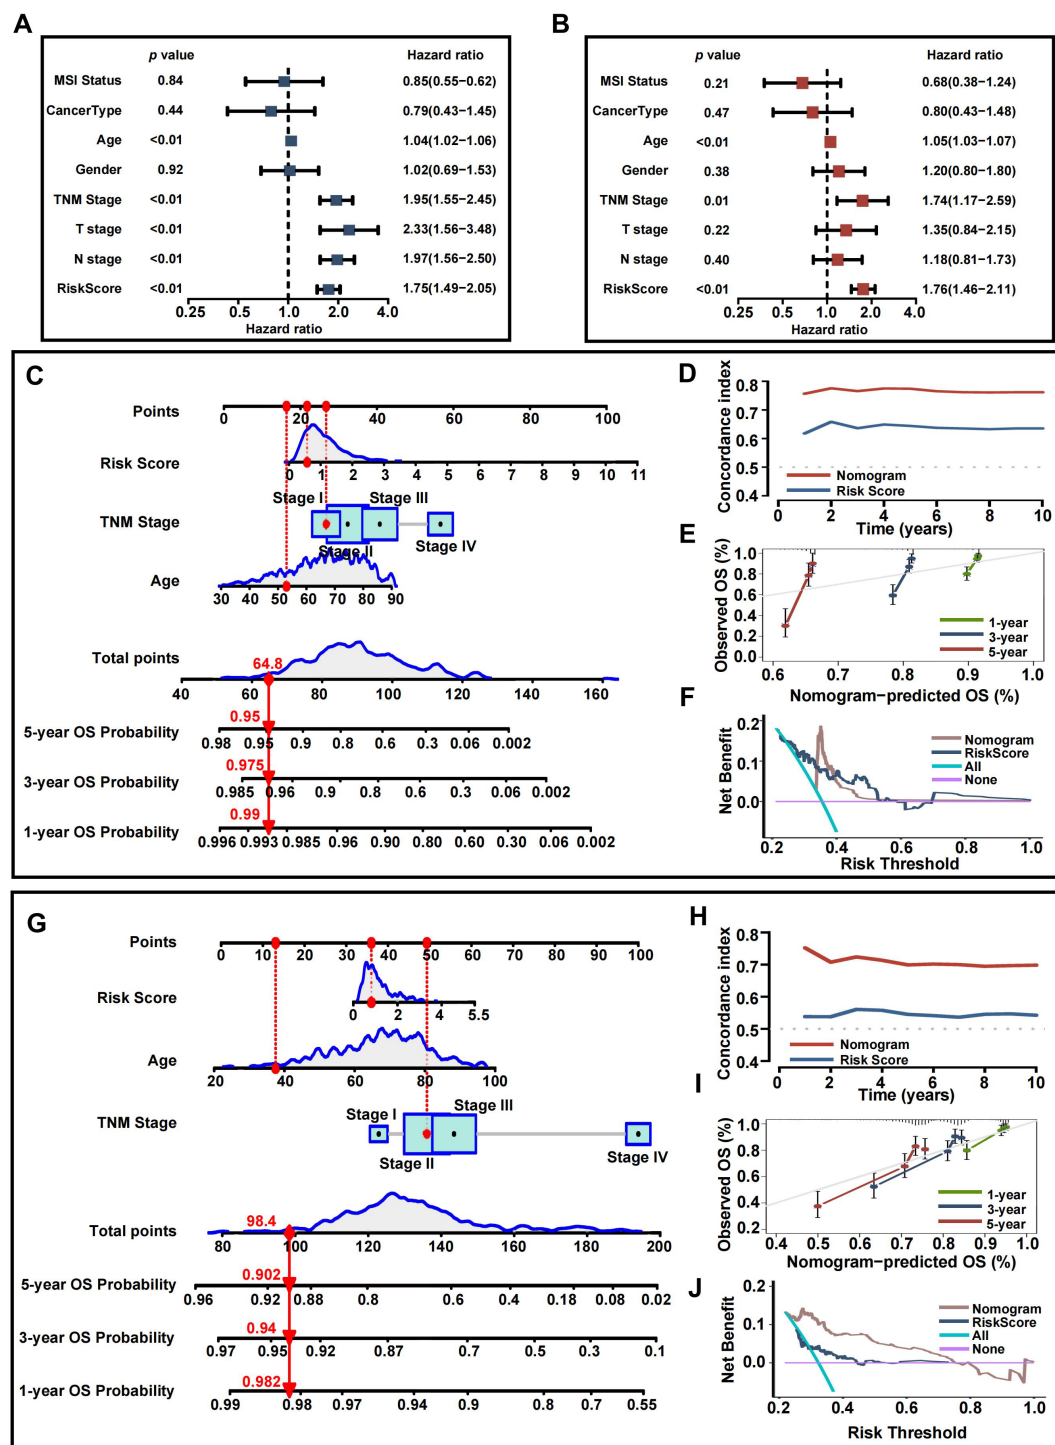 A
p value Hazard ratio
MSI Status 0.84 0.85(0.55−0.62)
CancerType 0.44 0.79(0.43−1.45)
Age <0.01 1.04(1.02−1.06)
Gender 0.92 1.02(0.69−1.53)
TNM Stage <0.01 1.95(1.55−2.45)
T stage <0.01 2.33(1.56−3.48)
N stage <0.01 1.97(1.56−2.50)
RiskScore <0.01 1.75(1.49−2.05)
0.25 0.5 1.0 2.0 4.0
Hazard ratio
B
p value Hazard ratio
MSI Status 0.21 0.68(0.38−1.24)
CancerType 0.47 0.80(0.43−1.48)
Age <0.01 1.05(1.03−1.07)
Gender 0.38 1.20(0.80−1.80)
TNM Stage 0.01 1.74(1.17−2.59)
T stage 0.22 1.35(0.84−2.15)
N stage 0.40 1.18(0.81−1.73)
RiskScore <0.01 1.76(1.46−2.11)
0.25 0.5 1.0 2.0 4.0
Hazard ratio
C
Points
0 20 40 60 80 100
Risk Score
0 1 2 3 4 5 6 7 8 9 10 11
Stage I Stage III
TNM Stage
Stage II Stage IV
Age
30 40 50 60 70 80 90
Total points
64.8
40 60 80 100 120 140 160
0.95
5-year OS Probability
0.98 0.95 0.9 0.8 0.6 0.3 0.06 0.002
0.975
3-year OS Probability
0.985 0.96 0.9 0.9 0.8 0.6 0.3 0.06 0.002
0.99
1-year OS Probability
0.996 0.993 0.985 0.96 0.90 0.80 0.60 0.30 0.06 0.002
D
Concordance index
0.8
0.7
0.6
0.5
0.4
Nomogram
Risk Score
0 2 4 6 8 10
Time (years)
E
Observed OS (%)
1.0
0.8
0.6
0.4
0.2
0.0
1-year
3-year
5-year
0.6 0.7 0.8 0.9 1.0
Nomogram−predicted OS (%)
F
Net Benefit
0.2
0.1
0.0
Nomogram
RiskScore
All
None
0.2 0.4 0.6 0.8 1.0
Risk Threshold
G
Points
0 10 20 30 40 50 60 70 80 90 100
Risk Score
0 2 4 5.5
Age
20 40 60 80 100
TNM Stage
Stage I Stage III
Stage II Stage IV
Total points
98.4
80 100 120 140 160 180 200
0.902
5-year OS Probability
0.96 0.92 0.88 0.8 0.6 0.4 0.18 0.08 0.02
0.94
3-year OS Probability
0.97 0.95 0.92 0.87 0.7 0.5 0.3 0.1
0.982
1-year OS Probability
0.99 0.98 0.97 0.94 0.9 0.8 0.7 0.55
H
Concordance index
0.8
0.7
0.6
0.5
0.4
Nomogram
Risk Score
0 2 4 6 8 10
Time (years)
I
Observed OS (%)
1.0
0.8
0.6
0.4
0.2
1-year
3-year
5-year
0.4 0.5 0.6 0.7 0.8 0.9 1.0
Nomogram−predicted OS (%)
J
Net Benefit
0.2
0.1
0.0
Nomogram
RiskScore
All
None
0.2 0.4 0.6 0.8 1.0
Risk Threshold